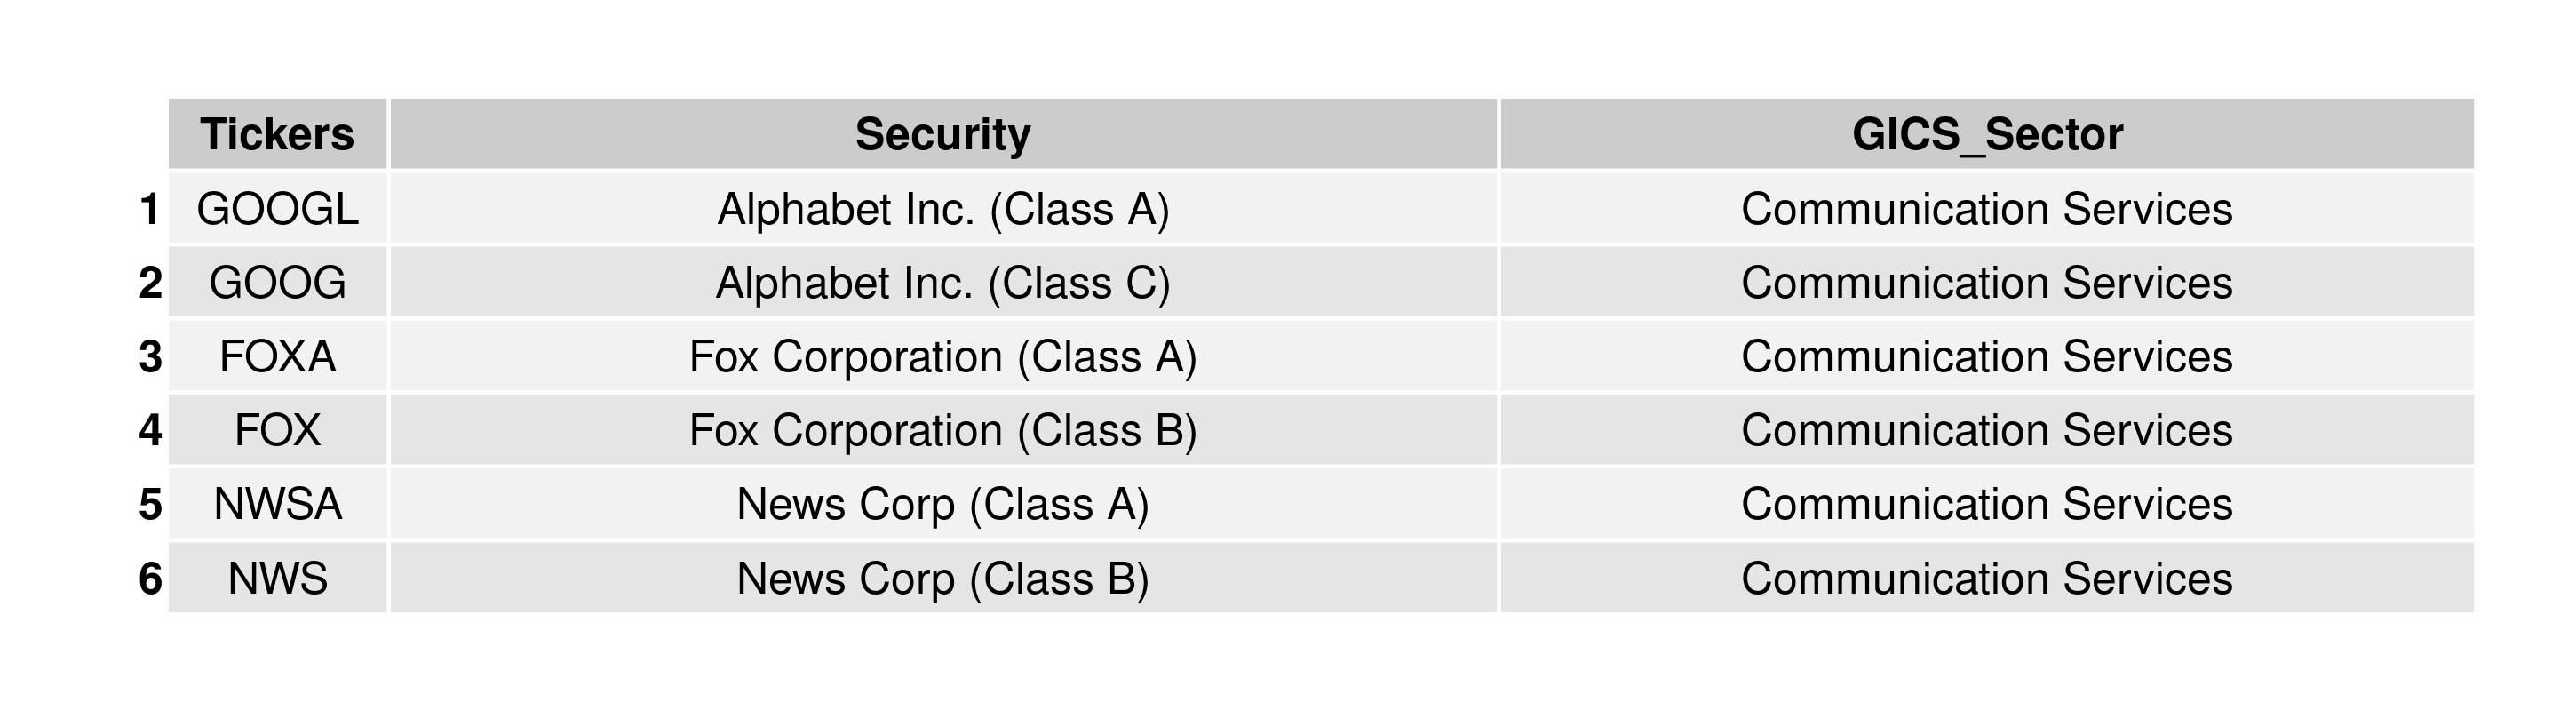 Tickers Security GICS_Sector
1 GOOGL Alphabet Inc. (Class A) Communication Services
2 GOOG Alphabet Inc. (Class C) Communication Services
3 FOXA Fox Corporation (Class A) Communication Services
4 FOX Fox Corporation (Class B) Communication Services
5 NWSA News Corp (Class A) Communication Services
6 NWS News Corp (Class B) Communication Services